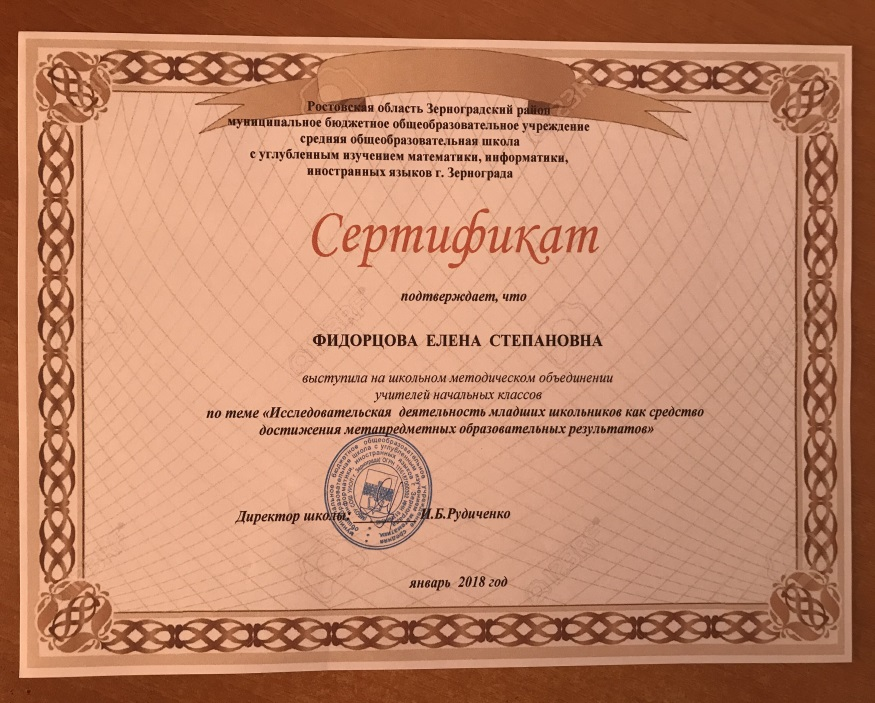 Ростовская область Зерноградский район
муниципальное бюджетное общеобразовательное учреждение
средняя общеобразовательная школа
с углубленным изучением математики, информатики,
иностранных языков г. Зернограда
Сертификат
подтверждает, что
ФИДОРЦОВА ЕЛЕНА СТЕПАНОВНА
выступила на школьном методическом объединении
учителей начальных классов
по теме «Исследовательская деятельность младших школьников как средство
достижения метапредметных образовательных результатов»
Директор школы: И.Б.Рудиченко
январь 2018 год